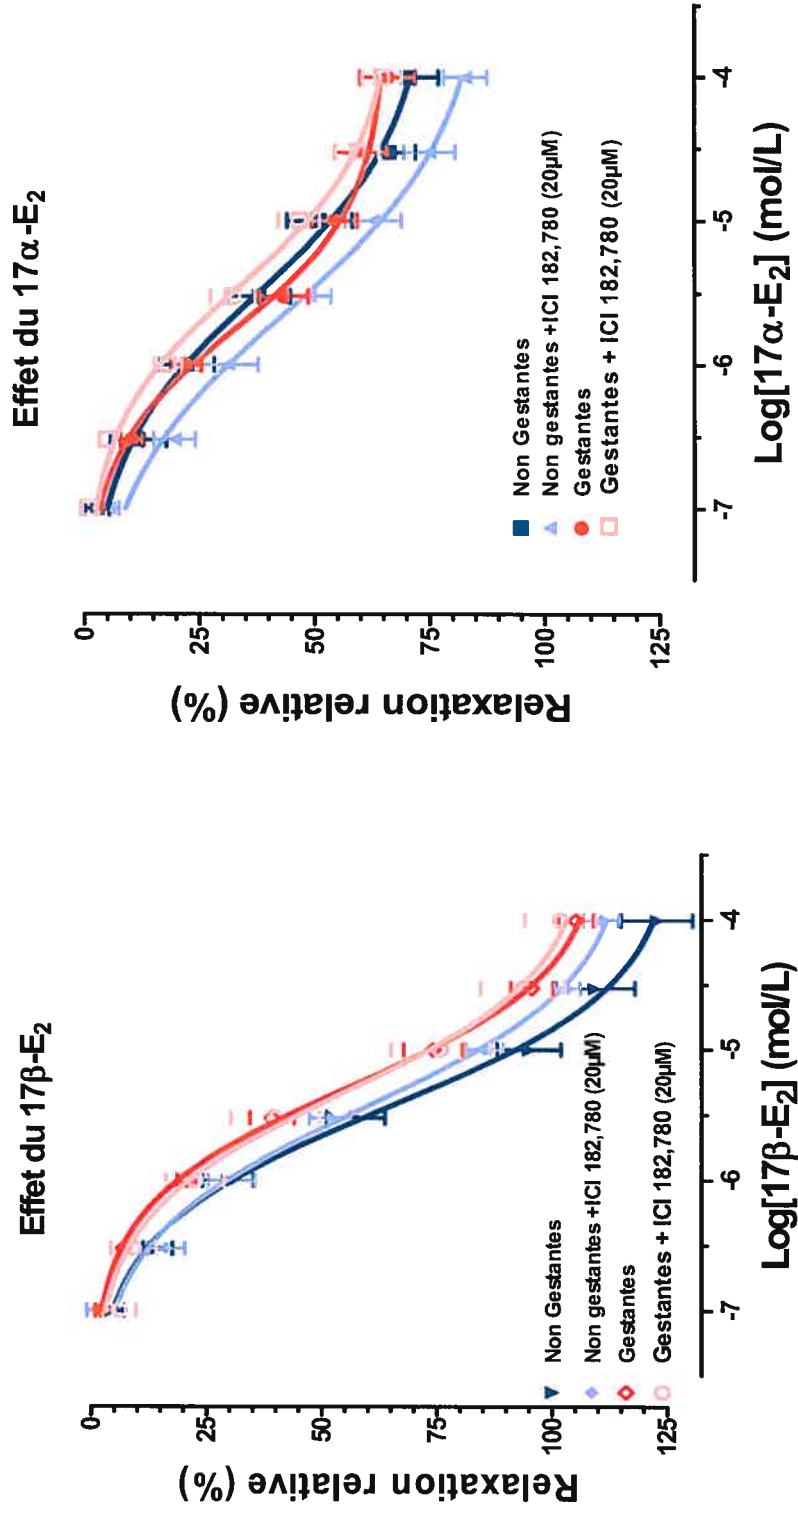 Effet du 17β-E2
Relaxation relative (%)
0
25
50
75
100
125
Non Gestantes
Non gestantes +ICI 182,780 (20µM)
Gestantes
Gestantes + ICI 182,780 (20µM)
-7
-6
-5
-4
Log[17β-E2] (mol/L)
Effet du 17α-E2
Relaxation relative (%)
0
25
50
75
100
125
Non Gestantes
Non gestantes +ICI 182,780 (20µM)
Gestantes
Gestantes + ICI 182,780 (20µM)
-7
-6
-5
-4
Log[17α-E2] (mol/L)